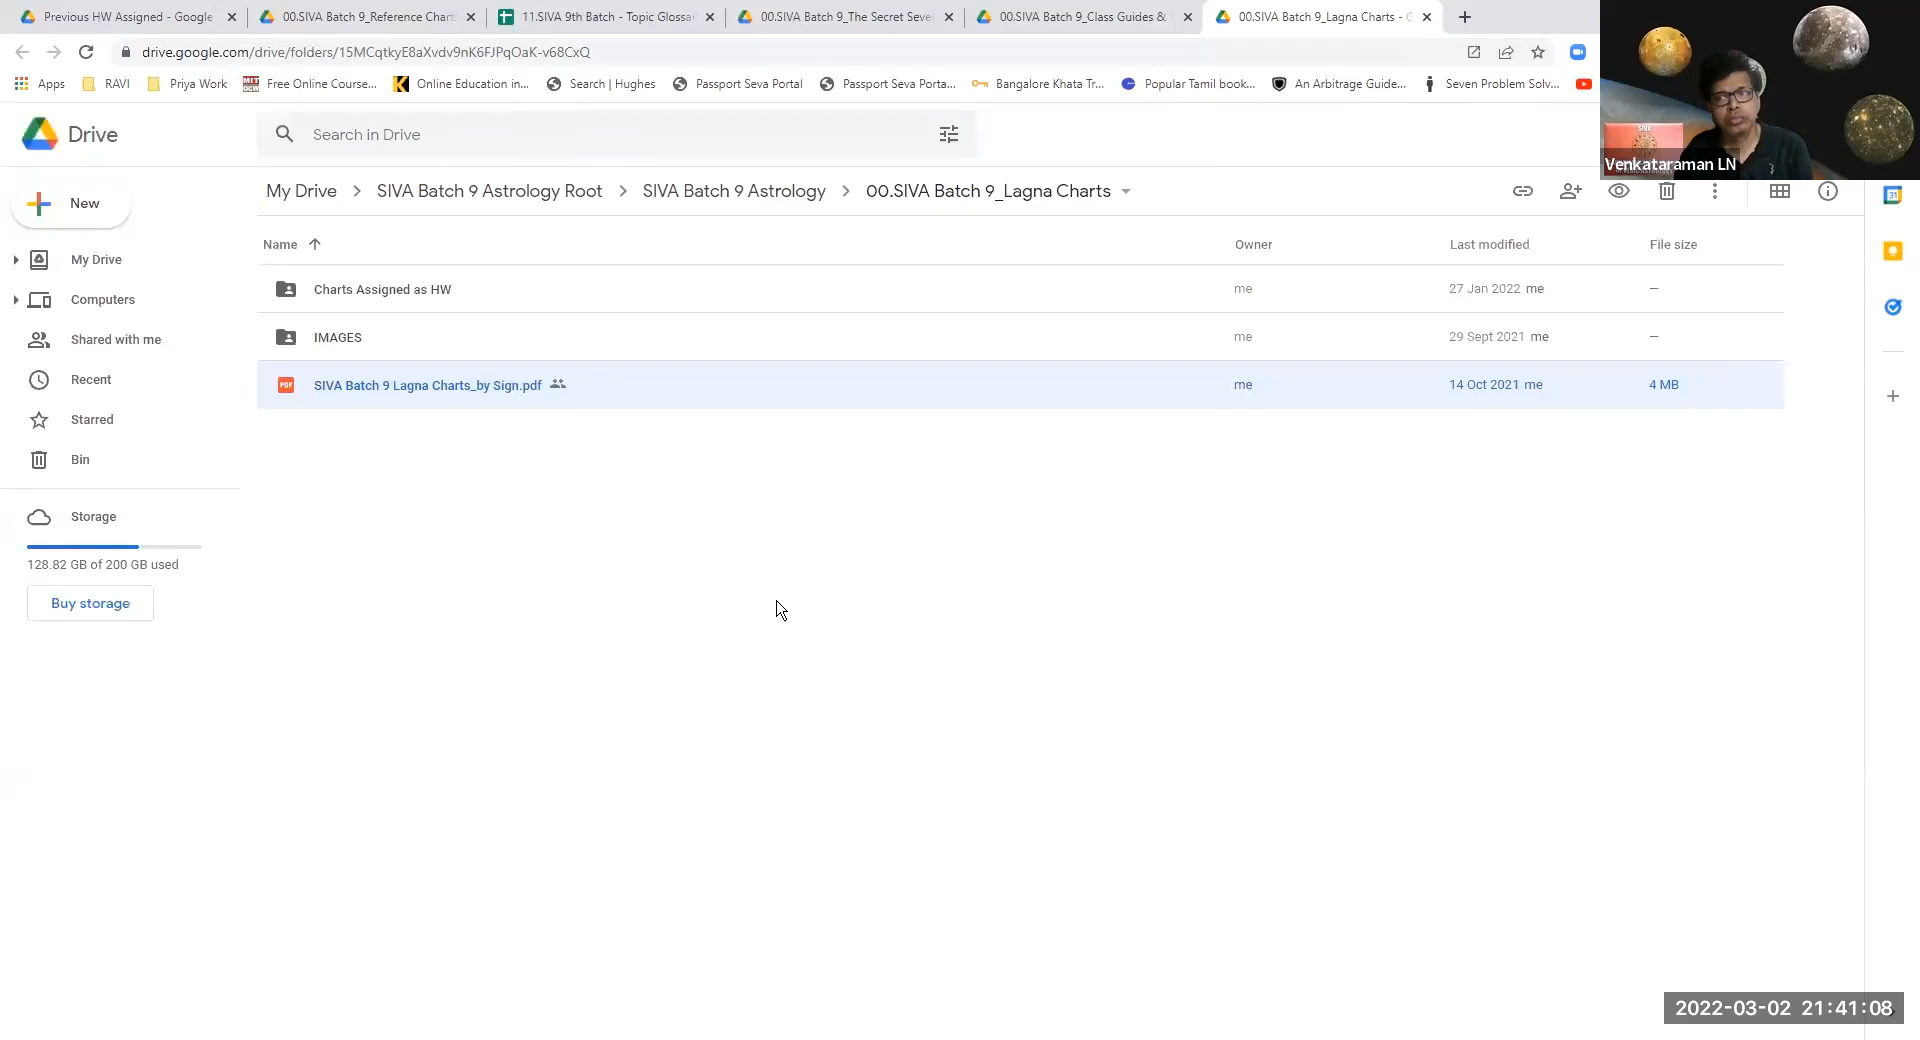 Previous HW Assigned - Google
00.SIVA Batch 9_Reference Chart
11.SIVA 9th Batch - Topic Glossa
00.SIVA Batch 9_The Secret Seve
00.SIVA Batch 9_Class Guides &
00.SIVA Batch 9_Lagna Charts - G
drive.google.com/drive/folders/15MCqtkyE8aXvdv9nK6FJPqOaK-v68CxQ
Apps
RAVI
Priya Work
Free Online Course...
Online Education in...
Search | Hughes
Passport Seva Portal
Passport Seva Porta...
Bangalore Khata Tr...
Popular Tamil book...
An Arbitrage Guide...
Seven Problem Solv...
SIVA
Venkataraman LN
Drive
Search in Drive
New
My Drive
SIVA Batch 9 Astrology Root
SIVA Batch 9 Astrology
00.SIVA Batch 9_Lagna Charts
Name
Owner
Last modified
File size
Charts Assigned as HW
me
27 Jan 2022 me
—
IMAGES
me
29 Sept 2021 me
—
PDF
SIVA Batch 9 Lagna Charts_by Sign.pdf
me
14 Oct 2021 me
4 MB
My Drive
Computers
Shared with me
Recent
Starred
Bin
Storage
128.82 GB of 200 GB used
Buy storage
31
2022-03-02 21:41:08